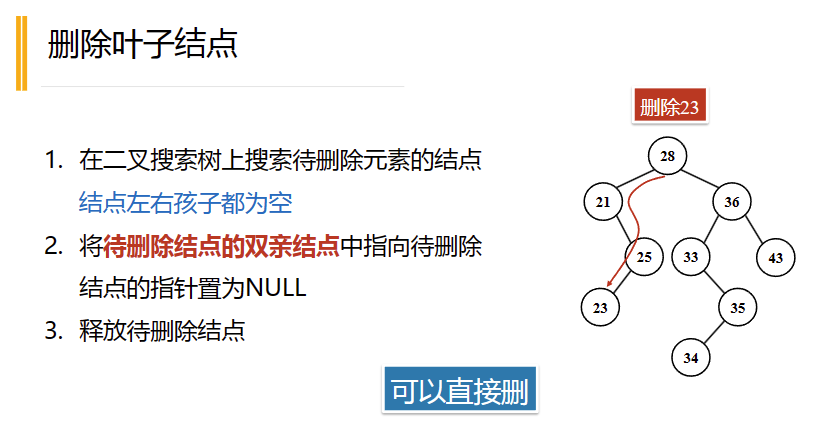 删除叶子结点
1. 在二叉搜索树上搜索待删除元素的结点
结点左右孩子都为空
2. 将待删除结点的双亲结点中指向待删除
结点的指针置为NULL
3. 释放待删除结点
可以直接删
删除23
28
21
36
25
33
43
23
35
34